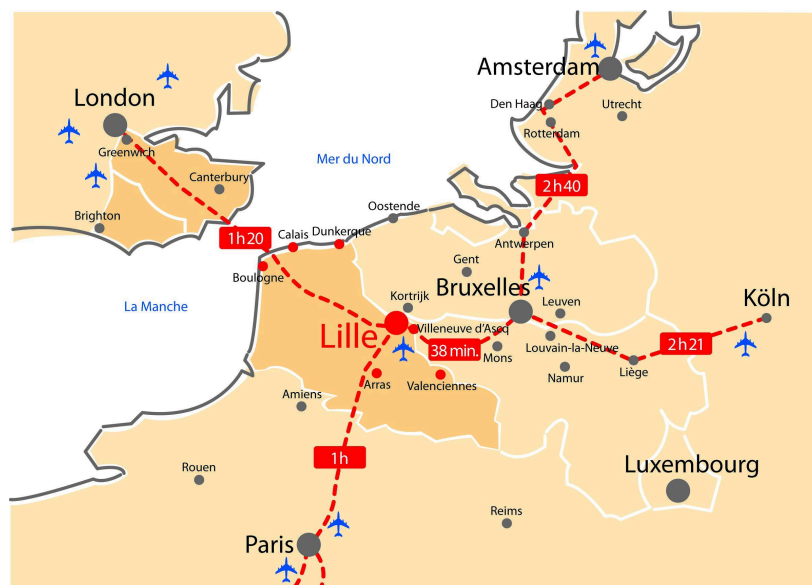 Amsterdam
London
Den Haag
Utrecht
Rotterdam
Greenwich
Mer du Nord
Canterbury
2h40
Oostende
Brighton
1h20
Calais
Dunkerque
Antwerpen
Boulogne
Gent
Bruxelles
La Manche
Kortrijk
Leuven
Köln
Lille
Villeneuve d'Ascq
38 min.
Mons
Louvain-la-Neuve
2h21
Liège
Namur
Arras
Valenciennes
Amiens
1h
Rouen
Luxembourg
Reims
Paris